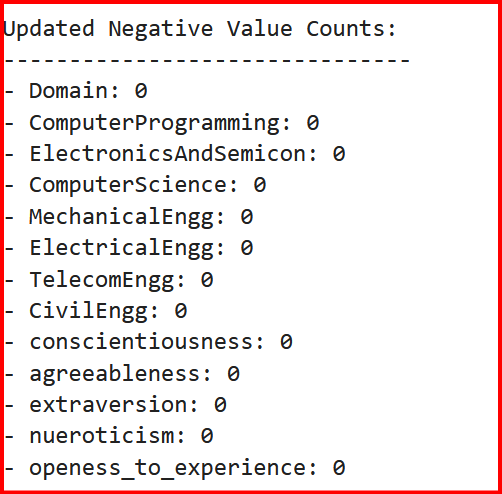 Updated Negative Value Counts:
-------------------------------
- Domain: 0
- ComputerProgramming: 0
- ElectronicsAndSemicon: 0
- ComputerScience: 0
- MechanicalEngg: 0
- ElectricalEngg: 0
- TelecomEngg: 0
- CivilEngg: 0
- conscientiousness: 0
- agreeableness: 0
- extraversion: 0
- nueroticism: 0
- openess_to_experience: 0